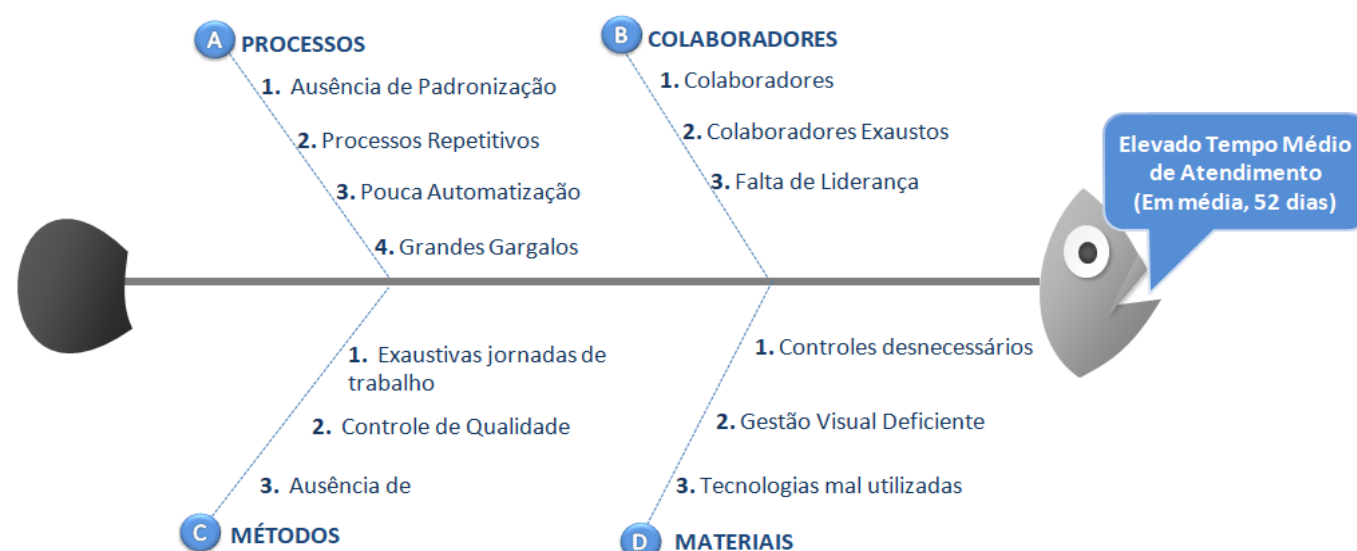 A PROCESSOS
1. Ausência de Padronização
2. Processos Repetitivos
3. Pouca Automatização
4. Grandes Gargalos
B COLABORADORES
1. Colaboradores
2. Colaboradores Exaustos
3. Falta de Liderança
Elevado Tempo Médio
de Atendimento
(Em média, 52 dias)
1. Exaustivas jornadas de
trabalho
2. Controle de Qualidade
3. Ausência de
C MÉTODOS
1. Controles desnecessários
2. Gestão Visual Deficiente
3. Tecnologias mal utilizadas
D MATERIAIS